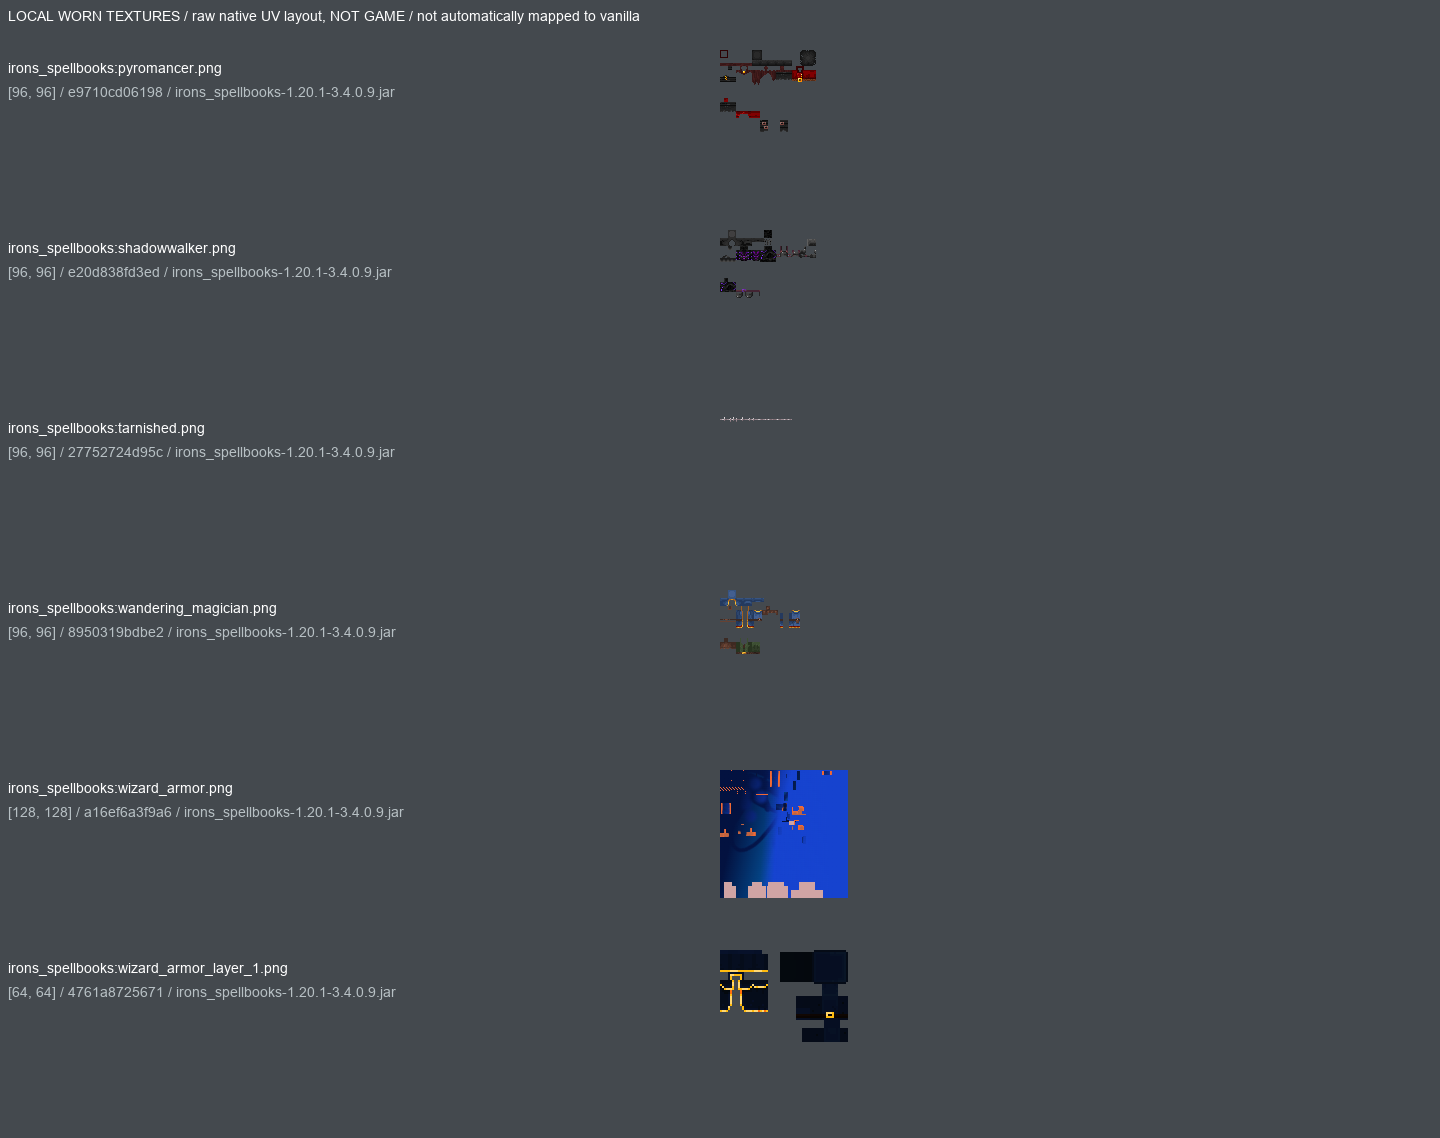 LOCAL WORN TEXTURES / raw native UV layout, NOT GAME / not automatically mapped to vanilla
irons_spellbooks:pyromancer.png
[96, 96] / e9710cd06198 / irons_spellbooks-1.20.1-3.4.0.9.jar
irons_spellbooks:shadowwalker.png
[96, 96] / e20d838fd3ed / irons_spellbooks-1.20.1-3.4.0.9.jar
irons_spellbooks:tarnished.png
[96, 96] / 27752724d95c / irons_spellbooks-1.20.1-3.4.0.9.jar
irons_spellbooks:wandering_magician.png
[96, 96] / 8950319bdbe2 / irons_spellbooks-1.20.1-3.4.0.9.jar
irons_spellbooks:wizard_armor.png
[128, 128] / a16ef6a3f9a6 / irons_spellbooks-1.20.1-3.4.0.9.jar
irons_spellbooks:wizard_armor_layer_1.png
[64, 64] / 4761a8725671 / irons_spellbooks-1.20.1-3.4.0.9.jar